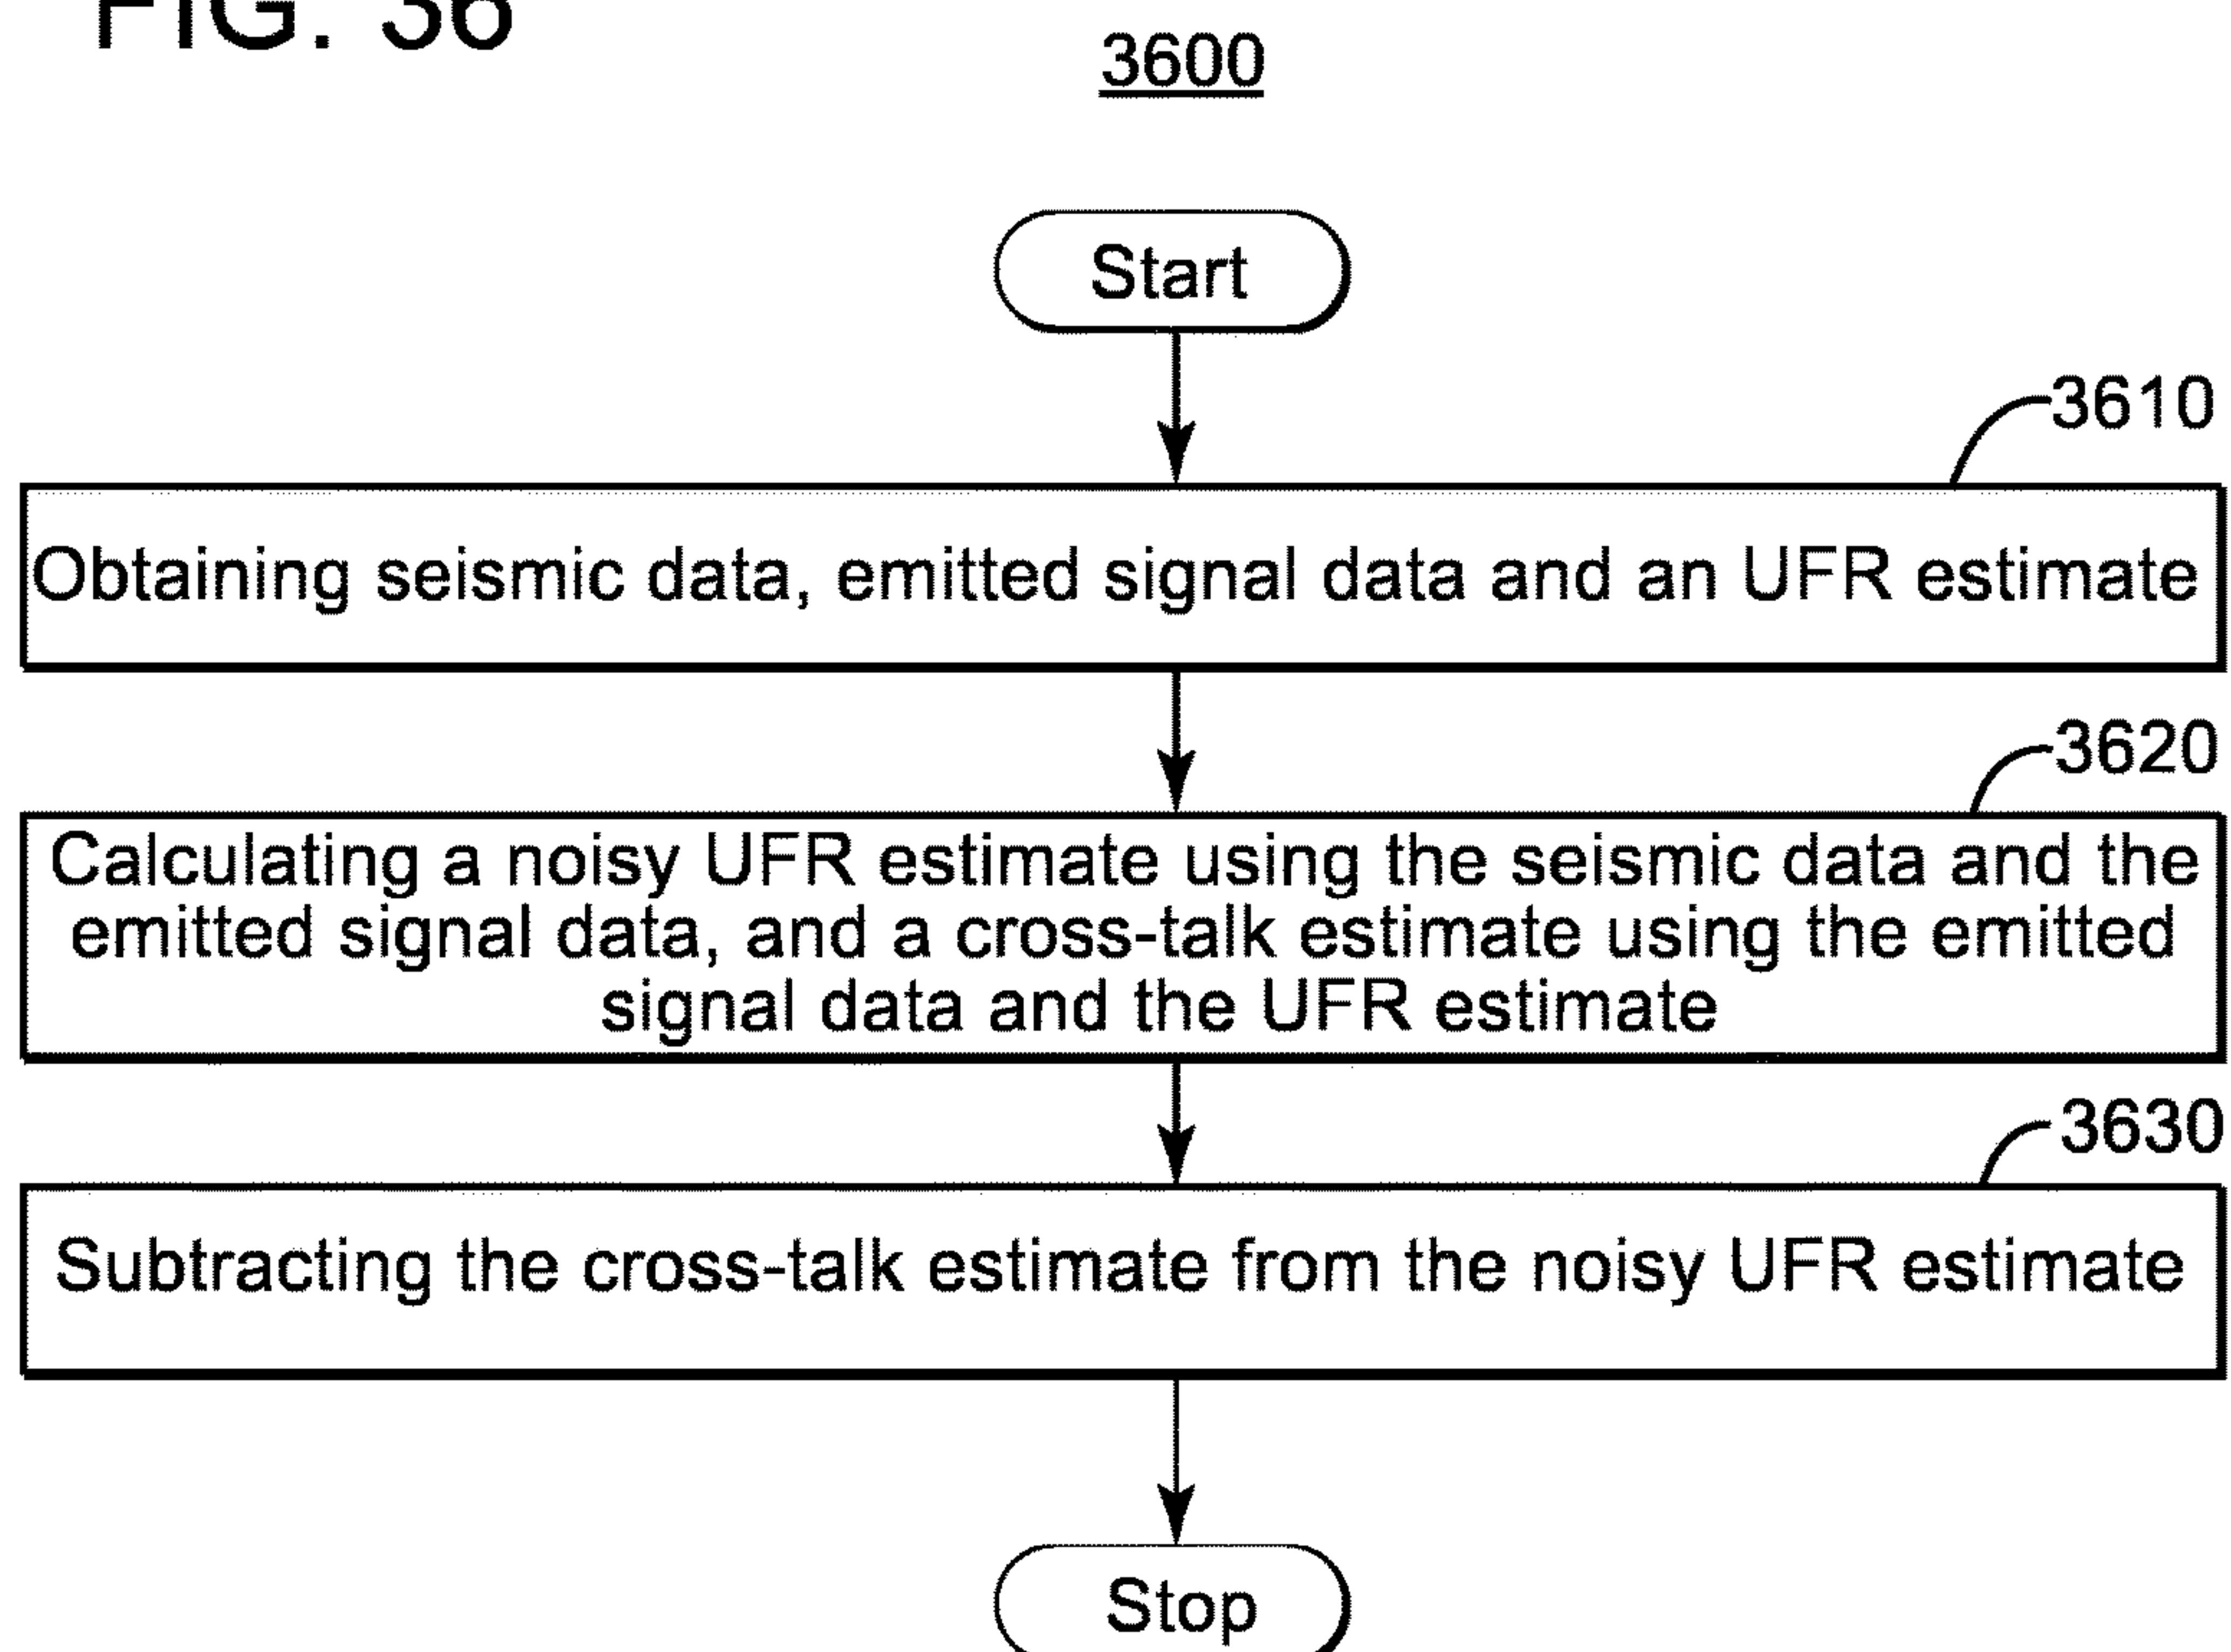 FIG. 36
3600
Start
3610
Obtaining seismic data, emitted signal data and an UFR estimate
3620
Calculating a noisy UFR estimate using the seismic data and the
emitted signal data, and a cross-talk estimate using the emitted
signal data and the UFR estimate
3630
Subtracting the cross-talk estimate from the noisy UFR estimate
Stop